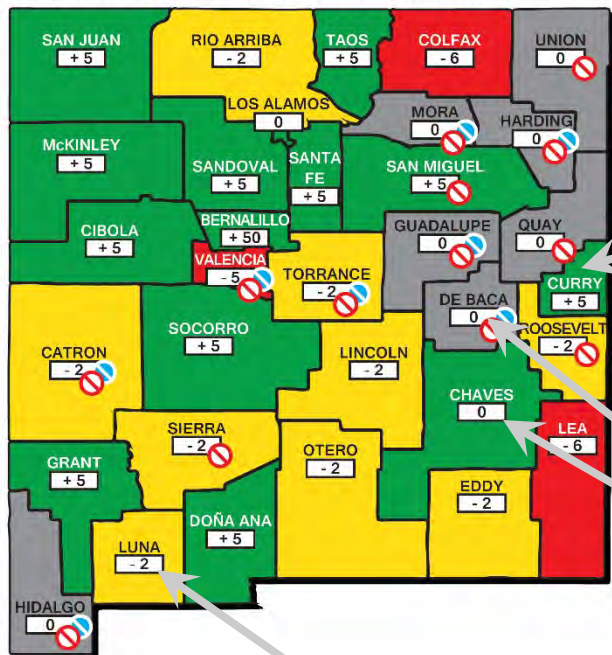 SAN JUAN
+ 5
RIO ARRIBA
- 2
TAOS
+ 5
COLFAX
- 6
UNION
0
LOS ALAMOS
0
MORA
0
HARDING
0
McKINLEY
+ 5
SANDOVAL
+ 5
SANTA
FE
+ 5
SAN MIGUEL
+ 5
CIBOLA
+ 5
BERNALILLO
+ 50
GUADALUPE
0
QUAY
0
VALENCIA
- 5
TORRANCE
- 2
CURRY
+ 5
DE BACA
0
ROOSEVELT
- 2
SOCORRO
+ 5
CATRON
- 2
LINCOLN
- 2
CHAVES
0
LEA
- 6
SIERRA
- 2
OTERO
- 2
GRANT
+ 5
EDDY
- 2
DOÑA ANA
+ 5
LUNA
- 2
HIDALGO
0